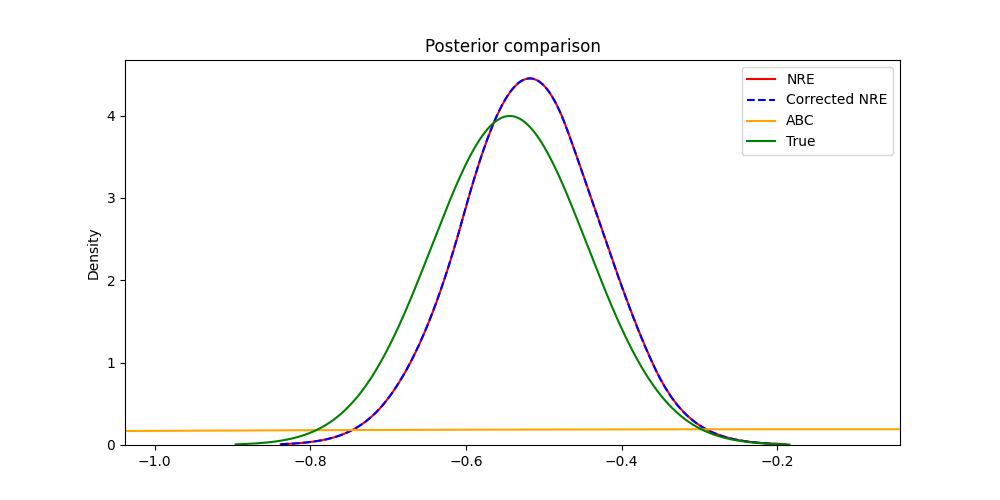 Posterior comparison
NRE
Corrected NRE
ABC
True
Density
4
3
2
1
0
−1.0
−0.8
−0.6
−0.4
−0.2